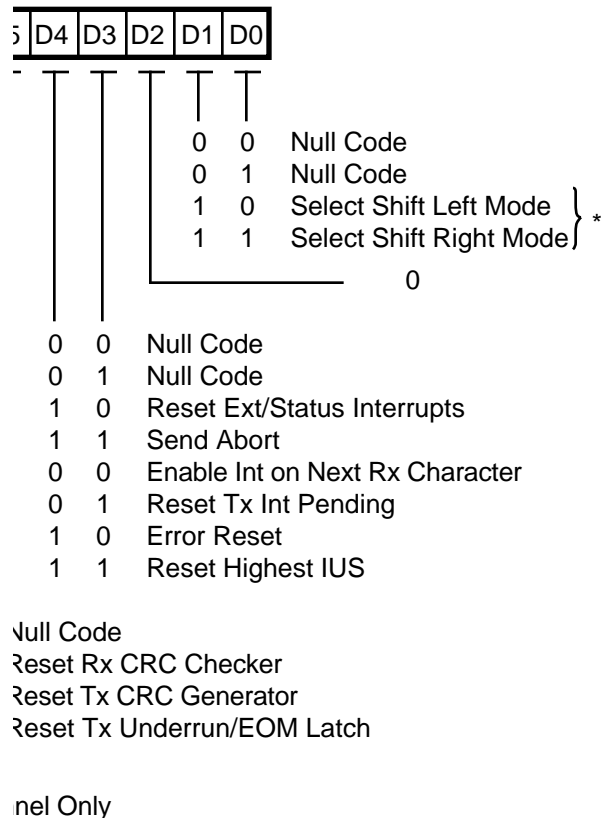 D4 D3 D2 D1 D0
0 0 Null Code
0 1 Null Code
1 0 Select Shift Left Mode
1 1 Select Shift Right Mode
*
0
0 0 Null Code
0 1 Null Code
1 0 Reset Ext/Status Interrupts
1 1 Send Abort
0 0 Enable Int on Next Rx Character
0 1 Reset Tx Int Pending
1 0 Error Reset
1 1 Reset Highest IUS
Null Code
Reset Rx CRC Checker
Reset Tx CRC Generator
Reset Tx Underrun/EOM Latch
nel Only